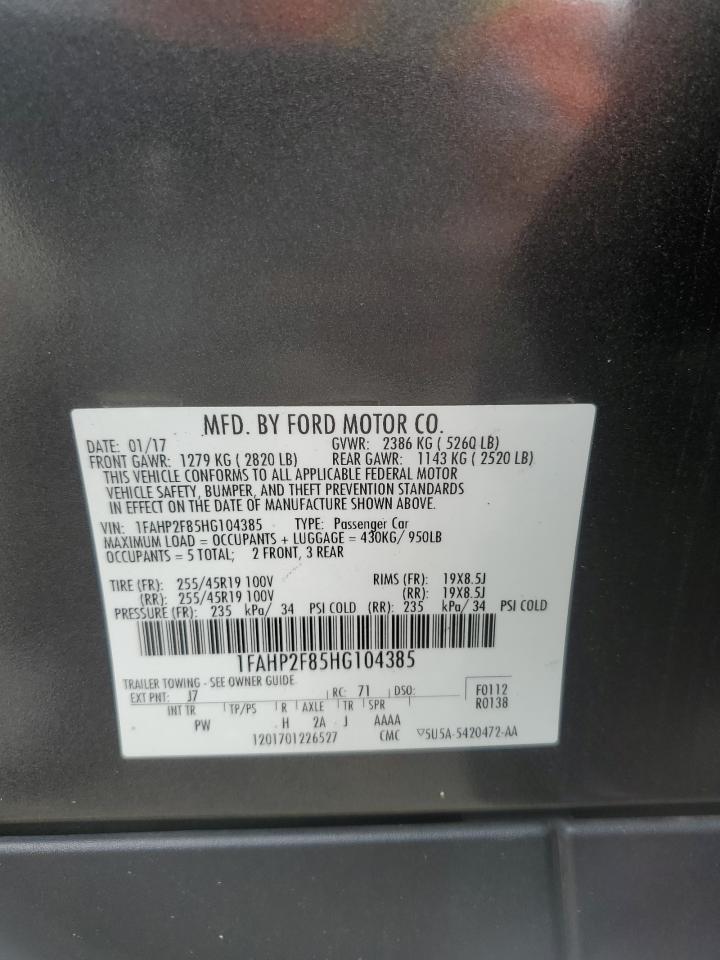 MFD. BY FORD MOTOR CO.
DATE: 01/17 GVWR: 2386 KG ( 5260 LB)
FRONT GAWR: 1279 KG ( 2820 LB) REAR GAWR: 1143 KG ( 2520 LB)
THIS VEHICLE CONFORMS TO ALL APPLICABLE FEDERAL MOTOR
VEHICLE SAFETY, BUMPER, AND THEFT PREVENTION STANDARDS
IN EFFECT ON THE DATE OF MANUFACTURE SHOWN ABOVE.
VIN: 1FAHP2F85HG104385 TYPE: Passenger Car
MAXIMUM LOAD = OCCUPANTS + LUGGAGE = 430KG/ 950LB
OCCUPANTS = 5 TOTAL; 2 FRONT, 3 REAR
TIRE (FR): 255/45R19 100V RIMS (FR): 19X8.5J
(RR): 255/45R19 100V (RR): 19X8.5J
PRESSURE (FR): 235 kPa/ 34 PSI COLD (RR): 235 kPa/ 34 PSI COLD
1FAHP2F85HG104385
TRAILER TOWING - SEE OWNER GUIDE
EXT PNT: J7 RC: 71 DSO: F0112
INT TR TP/PS R AXLE TR SPR R0138
PW H 2A J AAAA
1201701226527 CMC ▽5U5A-5420472-AA